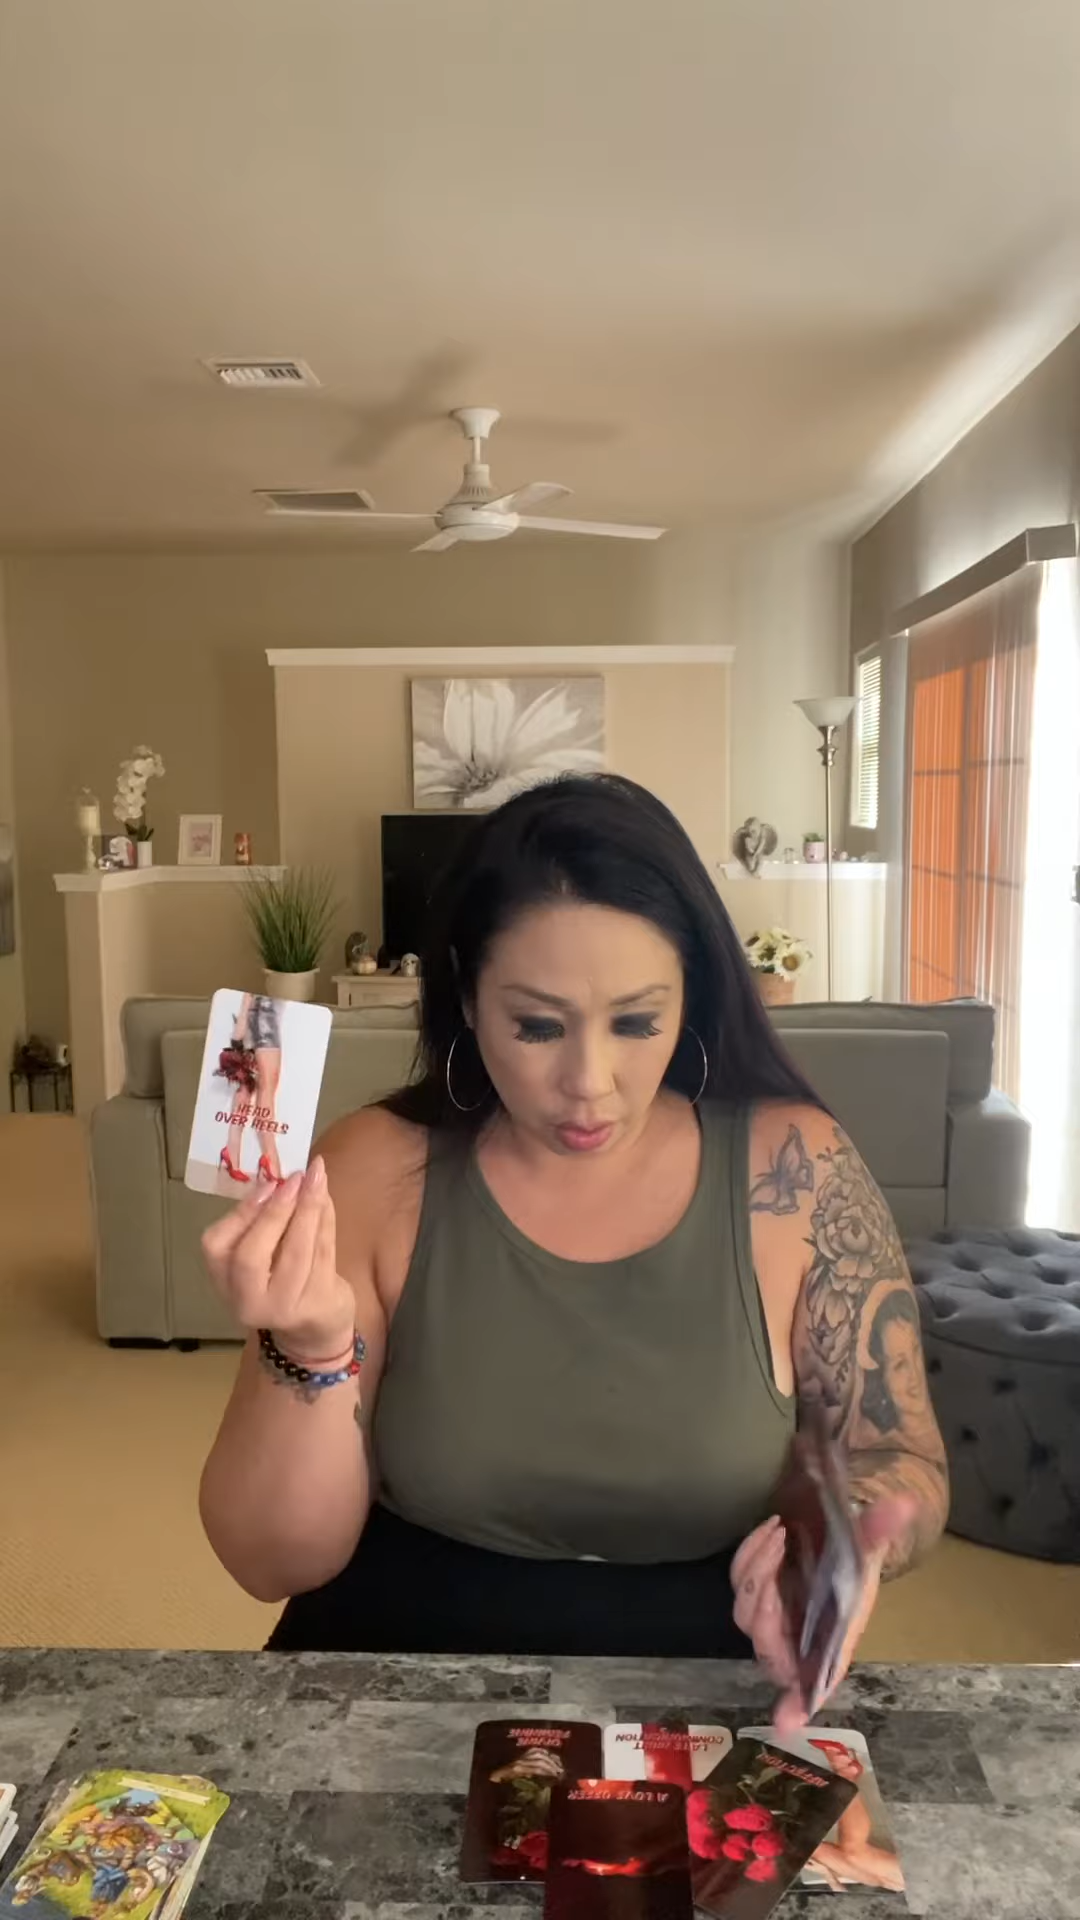 HEAD
OVER HEELS
DIVINE
FEMININE
LATE NIGHT
COMMUNICATION
AFFECTION
A LOVE OFFER